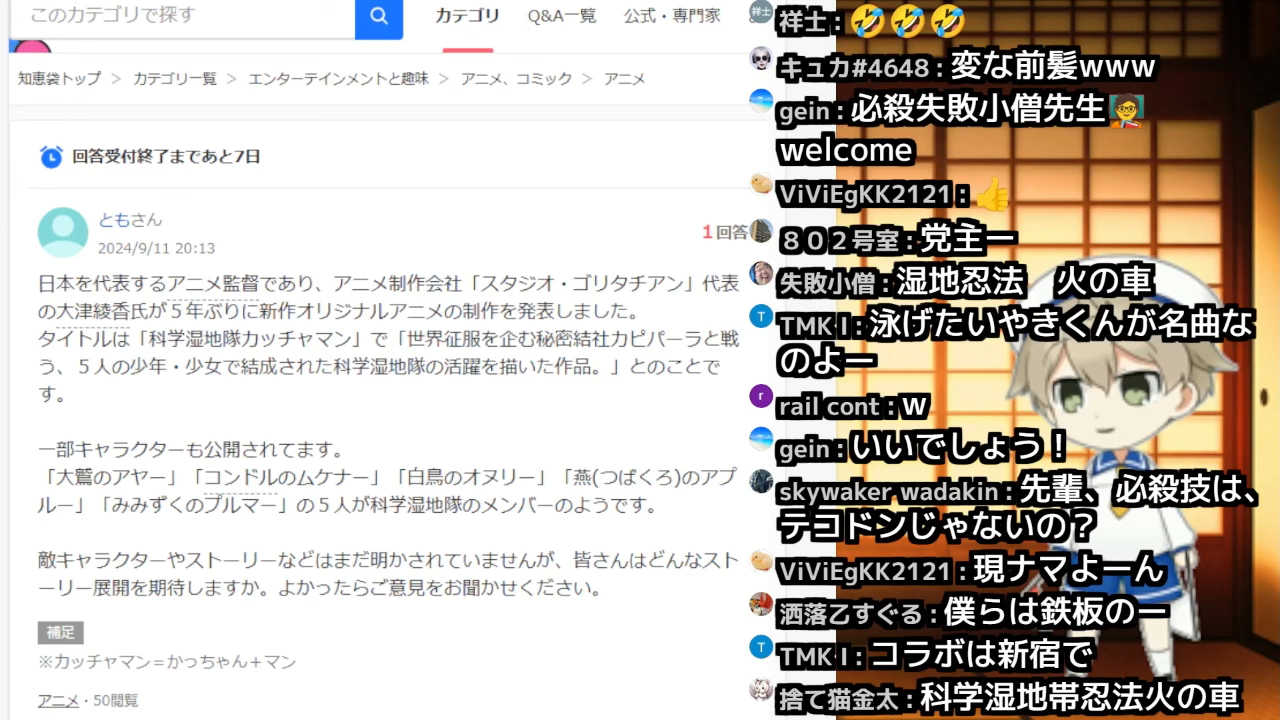 このカテゴリで探す
カテゴリ Q&A一覧 公式・専門家
知恵袋トップ > カテゴリ一覧 > エンターテインメントと趣味 > アニメ、コミック > アニメ
回答受付終了まであと7日
ともさん
2024/9/11 20:13
1回答
日本を代表するアニメ監督であり、アニメ制作会社「スタジオ・ゴリタチアン」代表
の大津綾香氏が５年ぶりに新作オリジナルアニメの制作を発表しました。
タイトルは「科学湿地隊カッチャマン」で「世界征服を企む秘密結社カピパーラと戦
う、５人の少年・少女で結成された科学湿地隊の活躍を描いた作品。」とのことで
す。
一部キャラクターも公開されてます。
「大鷲のアヤー」「コンドルのムケナー」「白鳥のオヌリー」「燕(つばくろ)のアプ
ルー」「みみずくのブルマー」の５人が科学湿地隊のメンバーのようです。
敵キャラクターやストーリーなどはまだ明かされていませんが、皆さんはどんなスト
ーリー展開を期待しますか。よかったらご意見をお聞かせください。
補足
※カッチャマン＝かっちゃん＋マン
アニメ・50閲覧
祥士 祥士 : 🤣🤣🤣
キュカ#4648 : 変な前髪www
gein : 必殺失敗小僧先生🧑‍🏫
welcome
ViViEgKK2121 : 👍
８０２号室 : 党主一
失敗小僧 : 湿地忍法　火の車
T TMK I : 泳げたいやきくんが名曲な
のよー
r rail cont : w
gein : いいでしょう！
skywaker wadakin : 先輩、必殺技は、
テコドンじゃないの？
ViViEgKK2121 : 現ナマよーん
洒落乙すぐる : 僕らは鉄板のー
T TMK I : コラボは新宿で
捨て猫金太 : 科学湿地帯忍法火の車